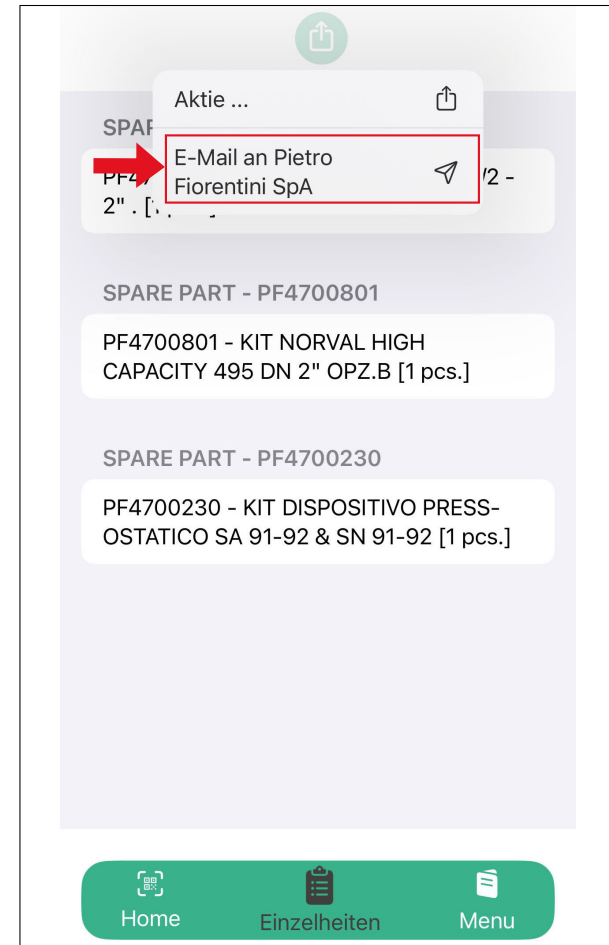 Aktie ...
SPAR
E-Mail an Pietro
Fiorentini SpA
PF47
/2 -
2" . [1
SPARE PART - PF4700801
PF4700801 - KIT NORVAL HIGH
CAPACITY 495 DN 2" OPZ.B [1 pcs.]
SPARE PART - PF4700230
PF4700230 - KIT DISPOSITIVO PRESS-
OSTATICO SA 91-92 & SN 91-92 [1 pcs.]
Home
Einzelheiten
Menu